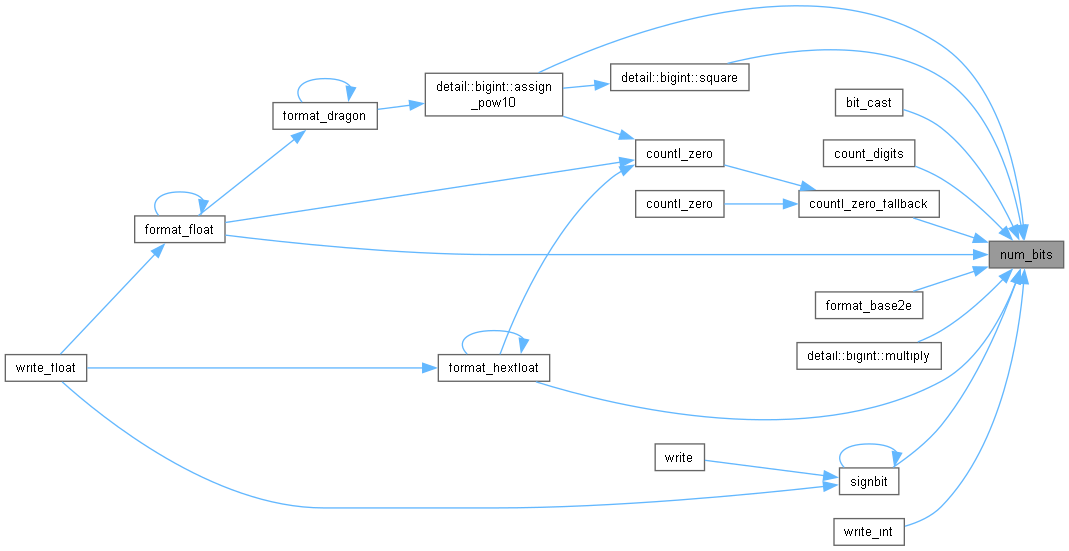 detail::bigint::assign
_pow10
detail::bigint::square
format_dragon
bit_cast
countl_zero
count_digits
countl_zero
countl_zero_fallback
format_float
num_bits
format_base2e
detail::bigint::multiply
write_float
format_hexfloat
write
signbit
write_int